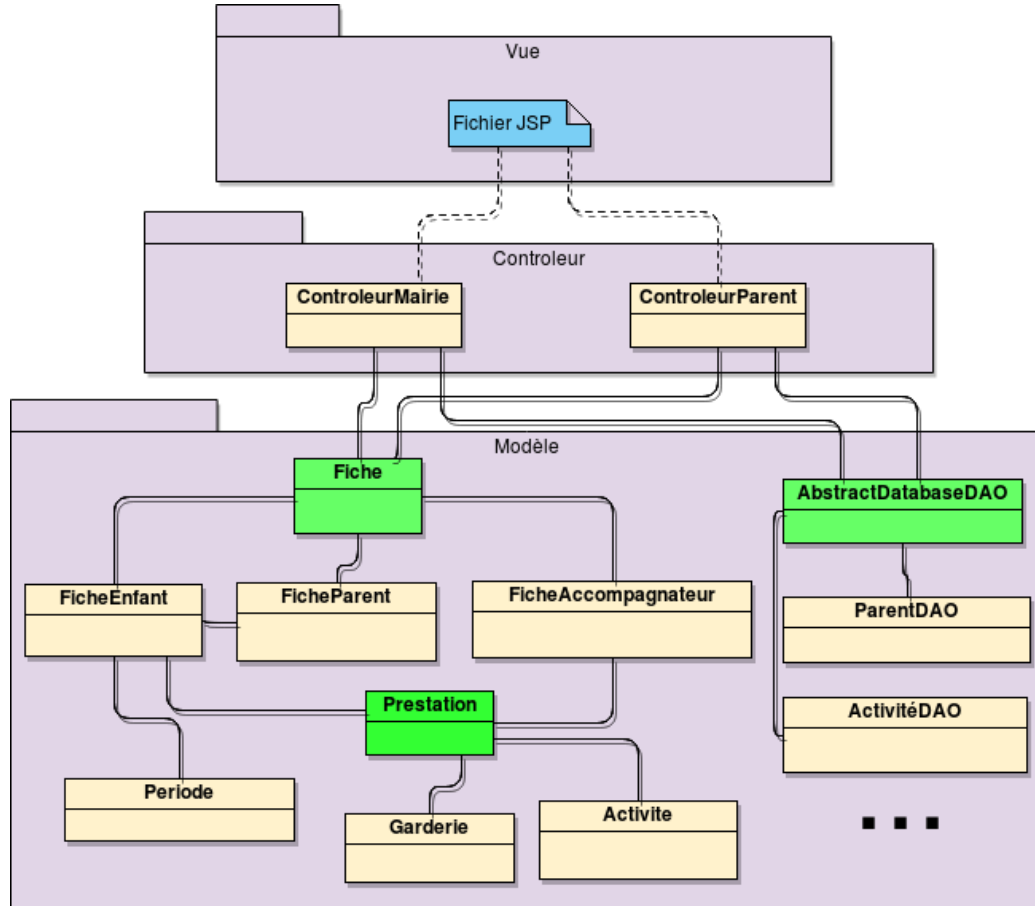 Vue
Fichier JSP
Controleur
ControleurMairie
ControleurParent
Modèle
Fiche
AbstractDatabaseDAO
FicheEnfant
FicheParent
FicheAccompagnateur
ParentDAO
Prestation
ActivitéDAO
Periode
Garderie
Activite